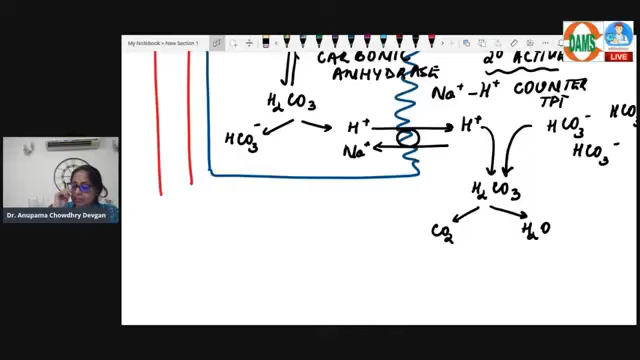 My Notebook » New Section 1
DAMS
LIVE
Dr. Anupama Chowdhry Devgan
CARBONIC
ANHYDRASE
2° ACTIV
Na⁺ - H⁺ COUNTER
TPT
H₂CO₃
HCO₃⁻
H⁺
Na⁺
H⁺
HCO₃⁻
HCO₃
HCO₃⁻
H₂CO₃
CO₂
H₂O